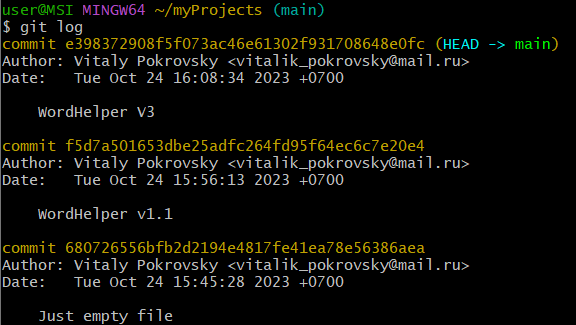 user@MSI MINGW64 ~/myProjects (main)
$ git log
commit e398372908f5f073ac46e61302f931708648e0fc (HEAD -> main)
Author: Vitaly Pokrovsky <vitalik_pokrovsky@mail.ru>
Date:   Tue Oct 24 16:08:34 2023 +0700
WordHelper V3
commit f5d7a501653dbe25adfc264fd95f64ec6c7e20e4
Author: Vitaly Pokrovsky <vitalik_pokrovsky@mail.ru>
Date:   Tue Oct 24 15:56:13 2023 +0700
WordHelper v1.1
commit 680726556bfb2d2194e4817fe41ea78e56386aea
Author: Vitaly Pokrovsky <vitalik_pokrovsky@mail.ru>
Date:   Tue Oct 24 15:45:28 2023 +0700
Just empty file